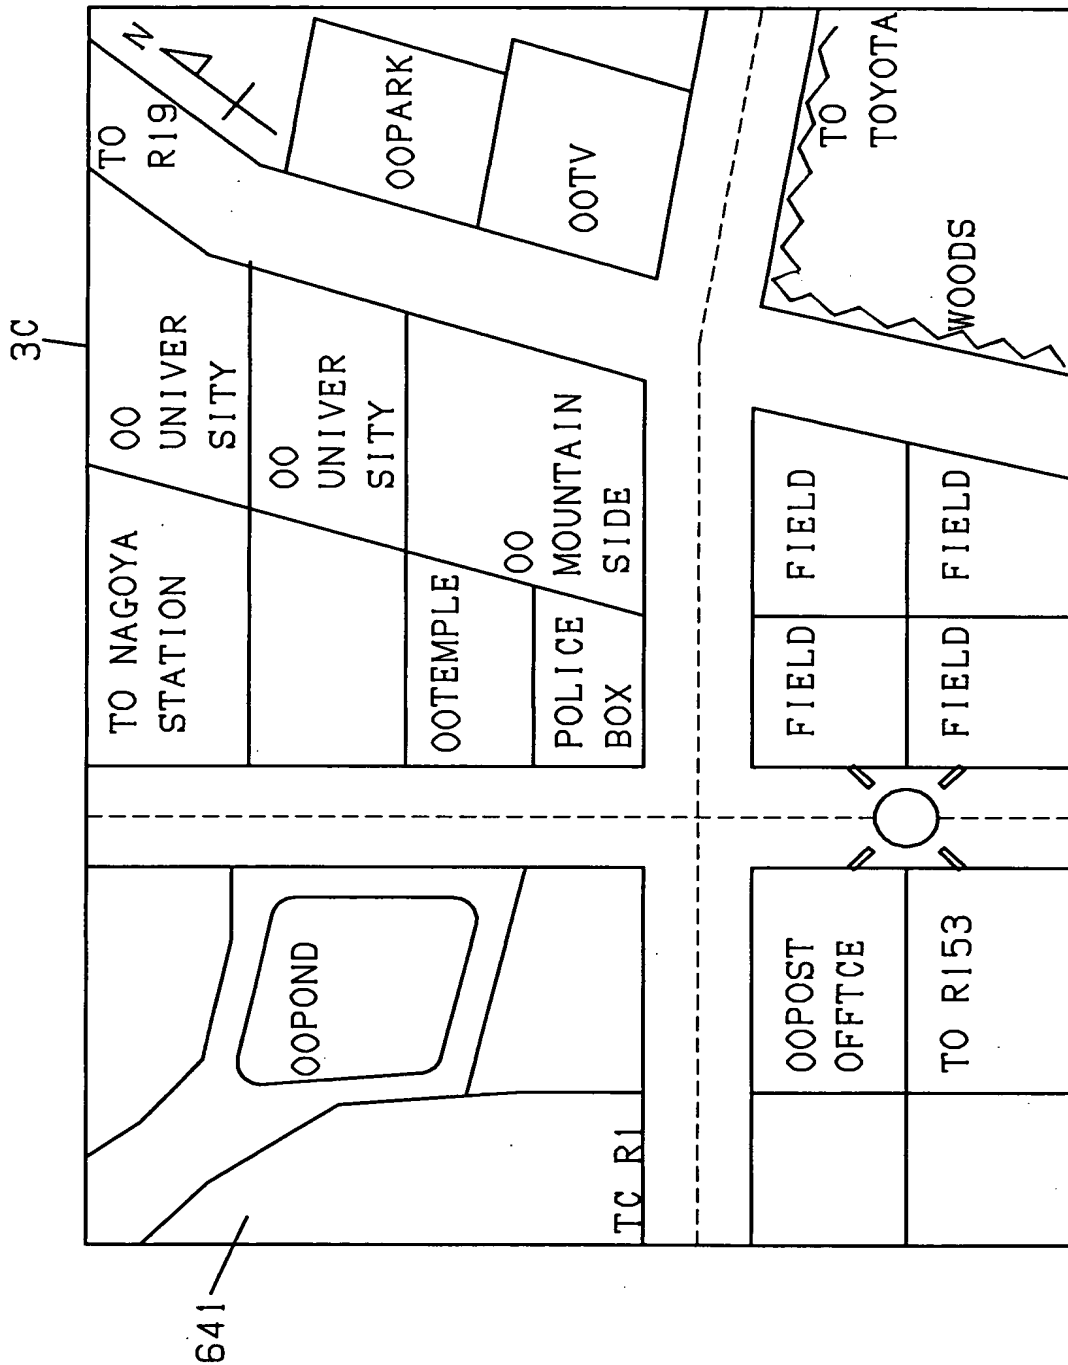 3C
641
TO NAGOYA
STATION
OO
UNIVER
SITY
TO
R19
N
OOPOND
OO
UNIVER
SITY
OOPARK
OOTEMPLE
OO
MOUNTAIN
SIDE
POLICE
BOX
OOTV
TC R1
OOPOST
OFFTCE
FIELD
FIELD
TO
TOYOTA
TO R153
FIELD
FIELD
WOODS